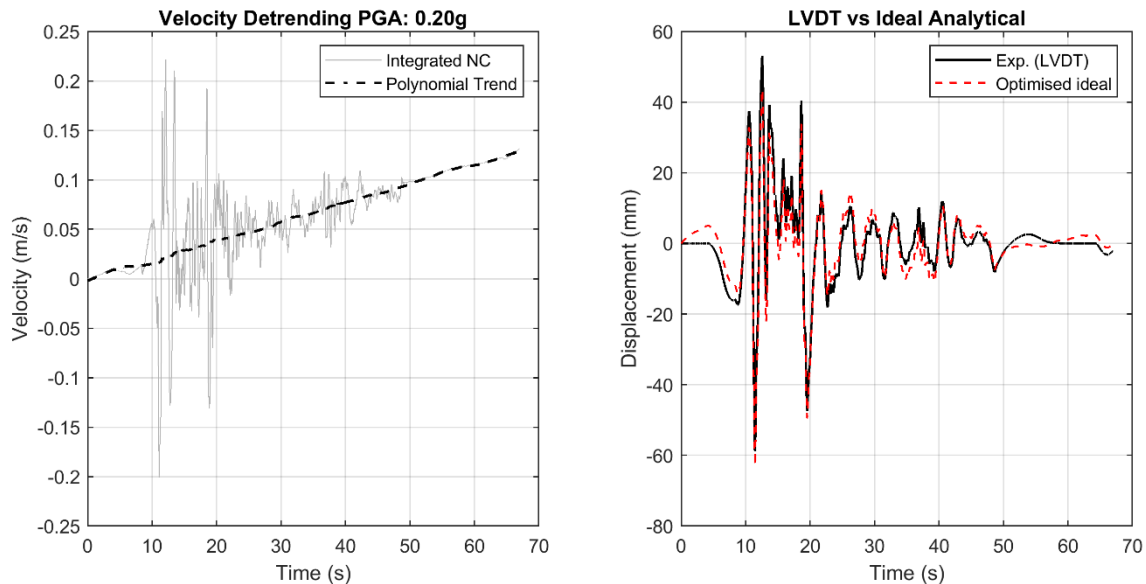 Velocity Detrending PGA: 0.20g
0.25
0.2
0.15
0.1
0.05
0
-0.05
-0.1
-0.15
-0.2
-0.25
Velocity (m/s)
Integrated NC
Polynomial Trend
0 10 20 30 40 50 60 70
Time (s)
LVDT vs Ideal Analytical
60
40
20
0
-20
-40
-60
-80
Displacement (mm)
Exp. (LVDT)
Optimised ideal
0 10 20 30 40 50 60 70
Time (s)